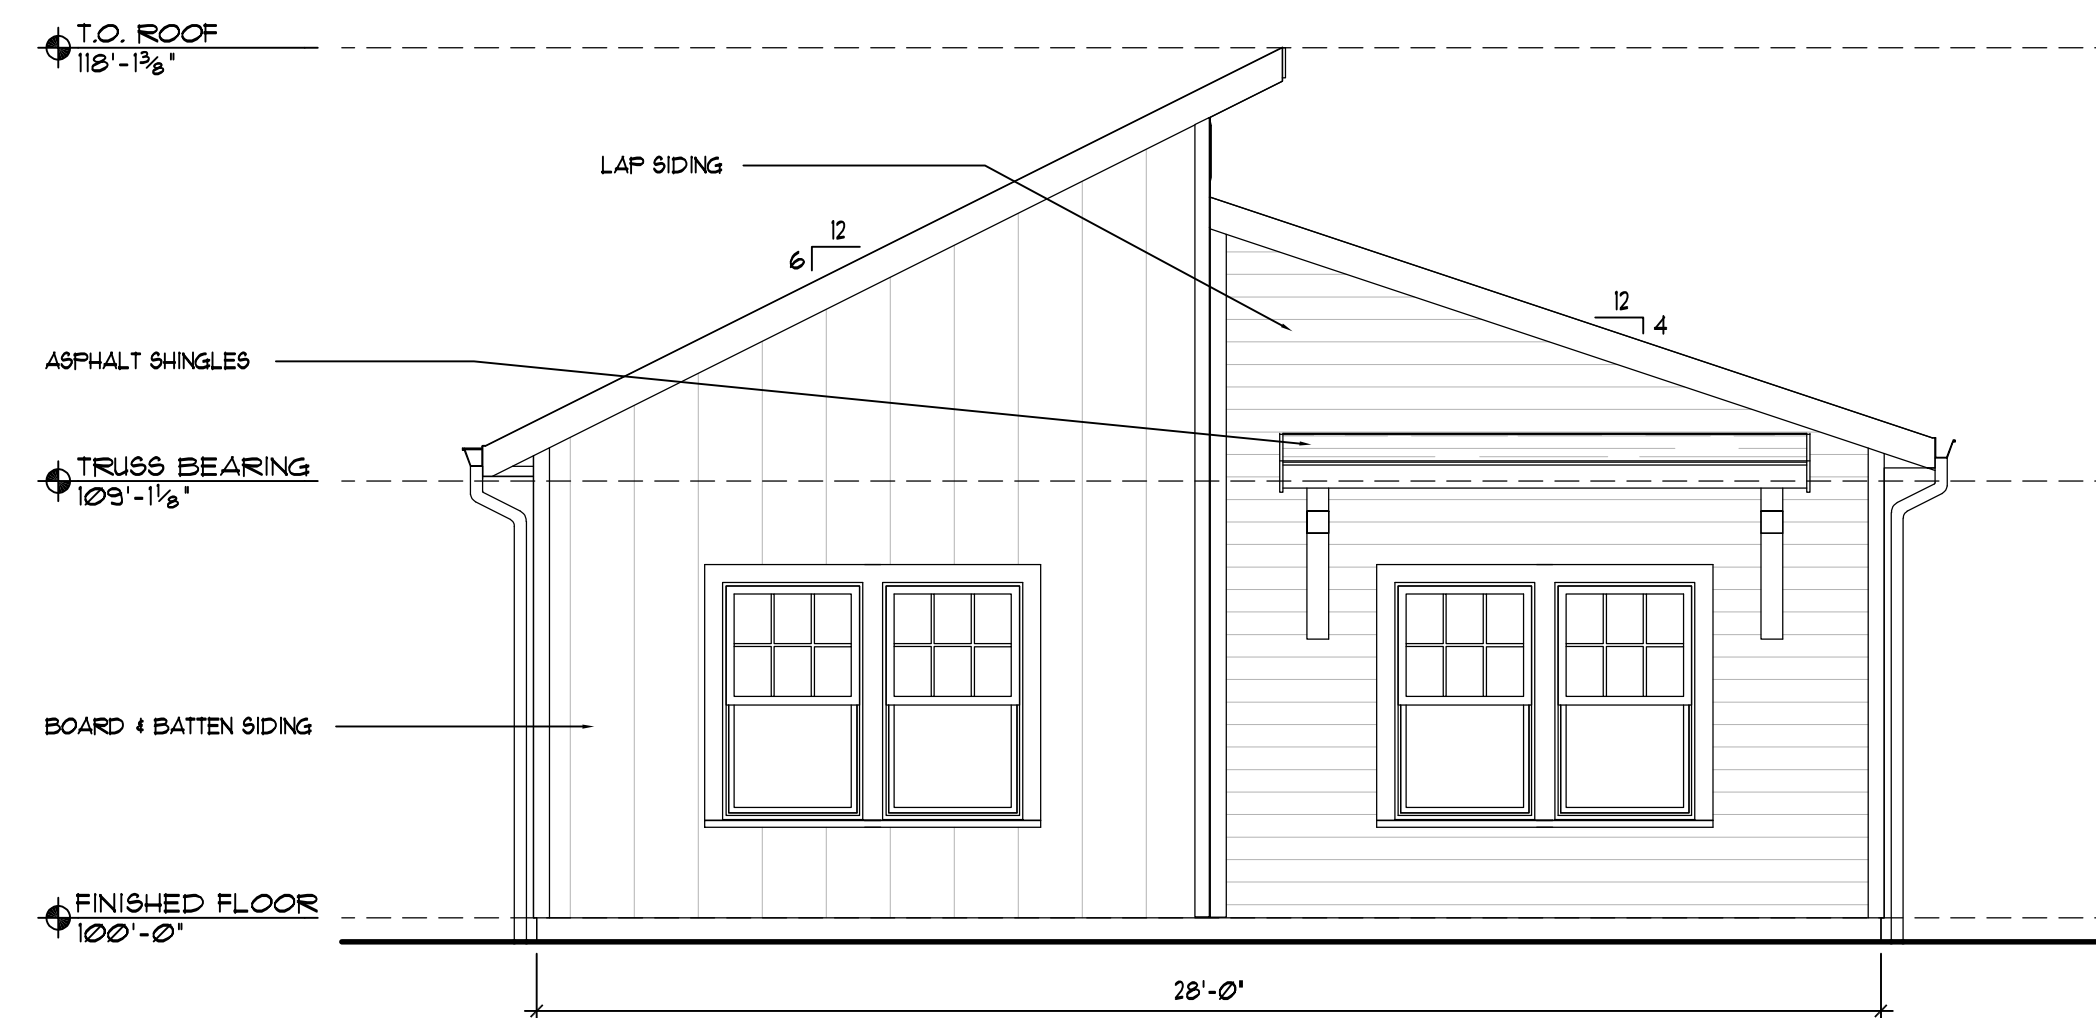 T.O. ROOF
118'-1⅜"
LAP SIDING
12
6
12
4
ASPHALT SHINGLES
TRUSS BEARING
109'-1⅛"
BOARD & BATTEN SIDING
FINISHED FLOOR
100'-0"
28'-0"